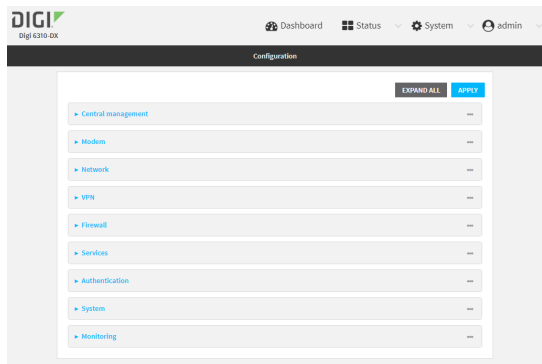 DIGI
Digi 6310-DX
Dashboard Status System admin
Configuration
EXPAND ALL APPLY
Central management
Modem
Network
VPN
Firewall
Services
Authentication
System
Monitoring